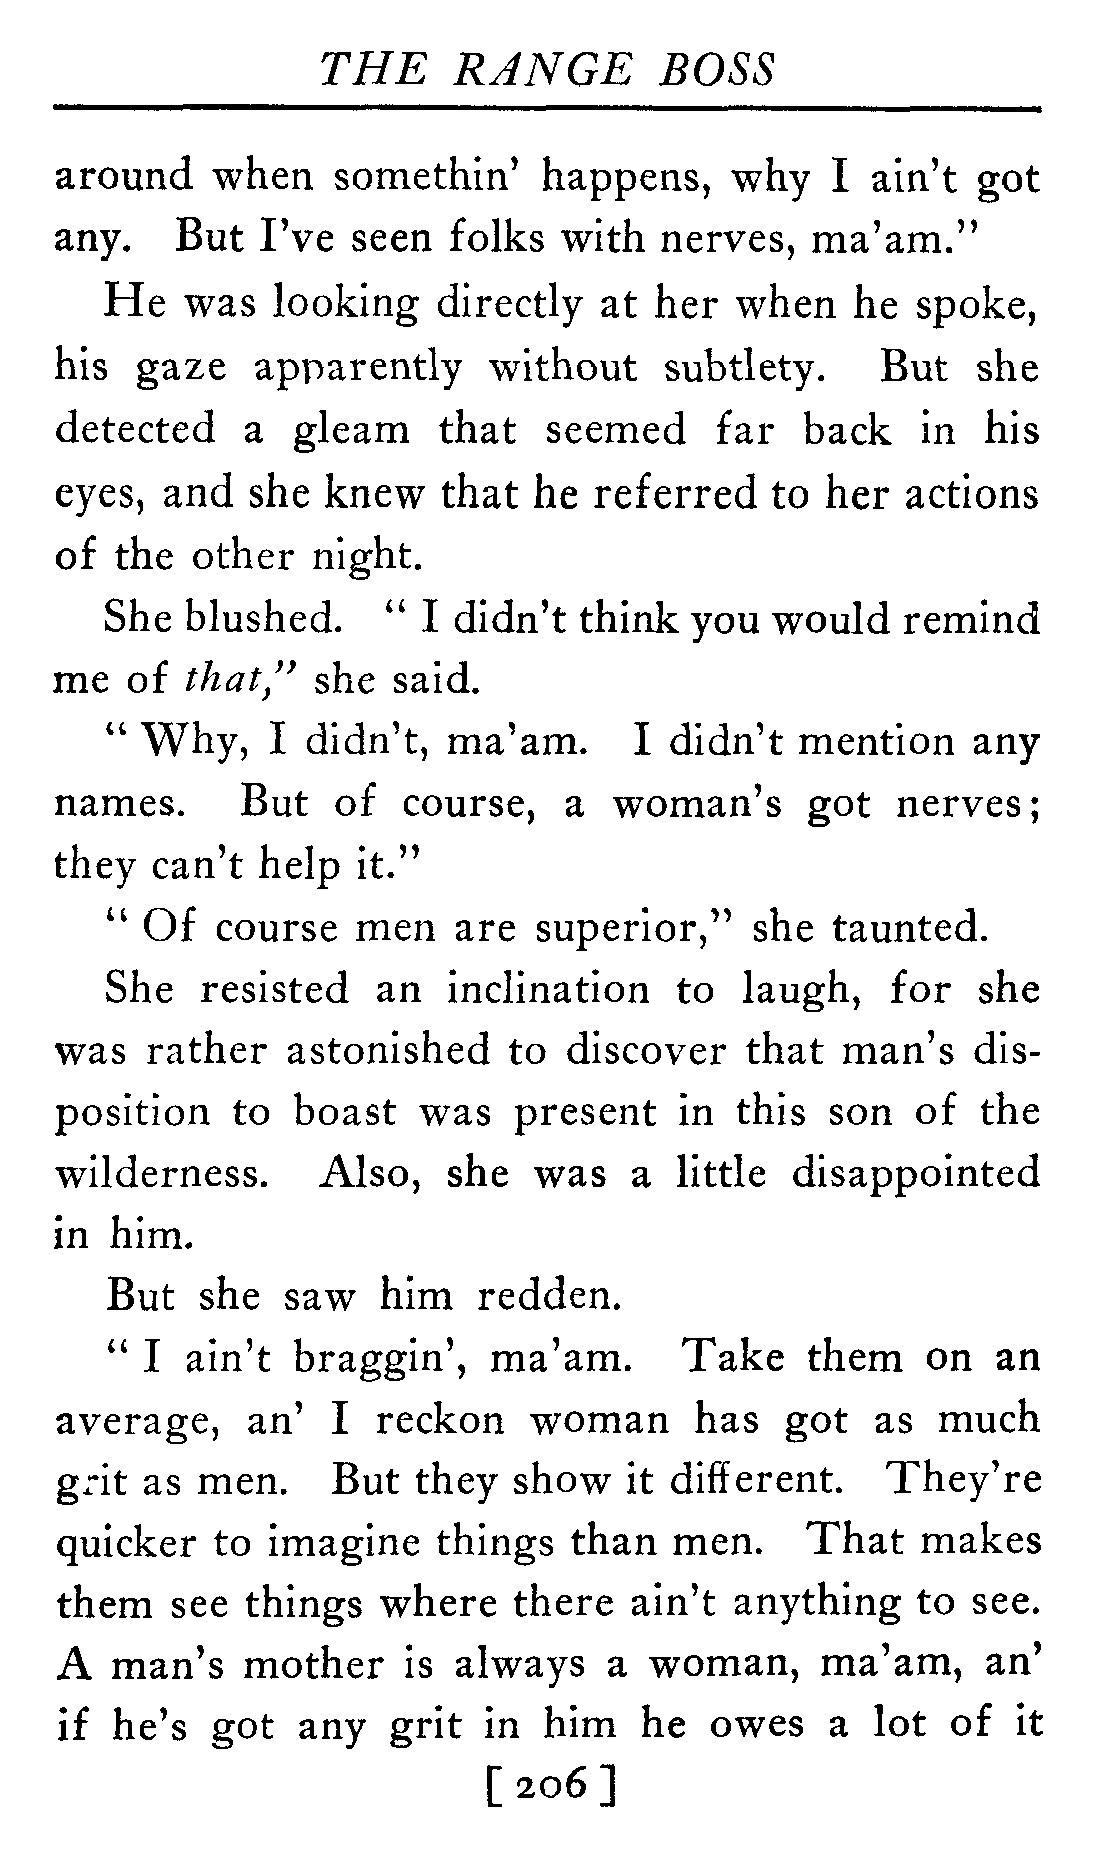 THE RANGE BOSS
around when somethin' happens, why I ain't got
any. But I've seen folks with nerves, ma'am."
He was looking directly at her when he spoke,
his gaze apparently without subtlety. But she
detected a gleam that seemed far back in his
eyes, and she knew that he referred to her actions
of the other night.
She blushed. " I didn't think you would remind
me of that," she said.
" Why, I didn't, ma'am. I didn't mention any
names. But of course, a woman's got nerves;
they can't help it."
" Of course men are superior," she taunted.
She resisted an inclination to laugh, for she
was rather astonished to discover that man's dis-
position to boast was present in this son of the
wilderness. Also, she was a little disappointed
in him.
But she saw him redden.
" I ain't braggin', ma'am. Take them on an
average, an' I reckon woman has got as much
grit as men. But they show it different. They're
quicker to imagine things than men. That makes
them see things where there ain't anything to see.
A man's mother is always a woman, ma'am, an'
if he's got any grit in him he owes a lot of it
[ 206 ]